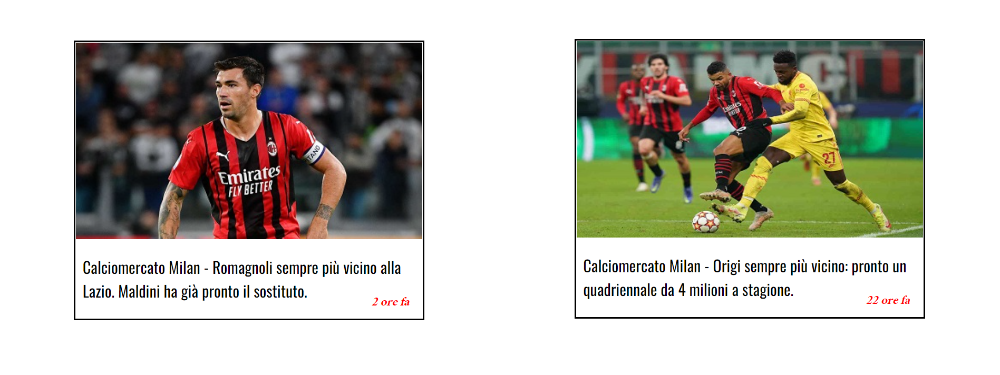 Emirates
FLY BETTER
STAND
Calciomercato Milan - Romagnoli sempre più vicino alla
Lazio. Maldini ha già pronto il sostituto.
2 ore fa
27
Calciomercato Milan - Origi sempre più vicino: pronto un
quadriennale da 4 milioni a stagione.
22 ore fa